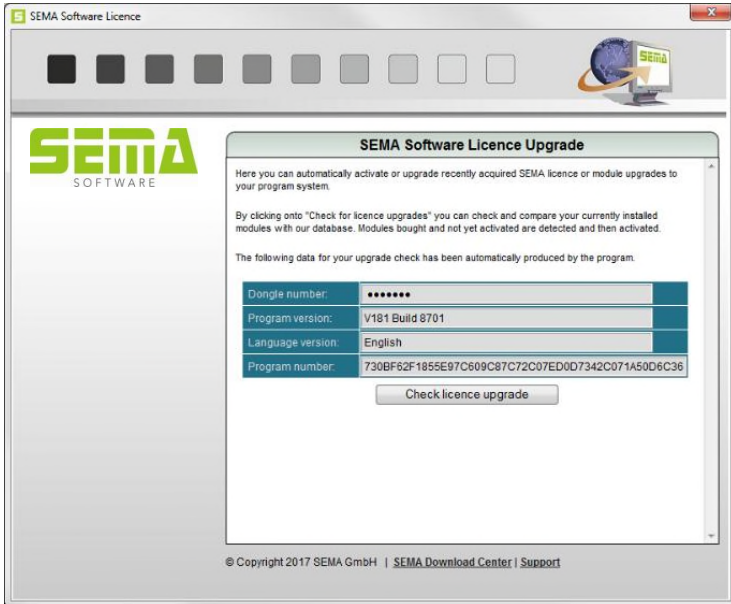 SEMA Software Licence
SEMA
SEMA
SOFTWARE
SEMA Software Licence Upgrade
Here you can automatically activate or upgrade recently acquired SEMA licence or module upgrades to
your program system.
By clicking onto "Check for licence upgrades" you can check and compare your currently installed
modules with our database. Modules bought and not yet activated are detected and then activated.
The following data for your upgrade check has been automatically produced by the program.
Dongle number: •••••••
Program version: V181 Build 8701
Language version: English
Program number: 730BF62F1855E97C609C87C72C07ED0D7342C071A50D6C36
Check licence upgrade
© Copyright 2017 SEMA GmbH | SEMA Download Center | Support